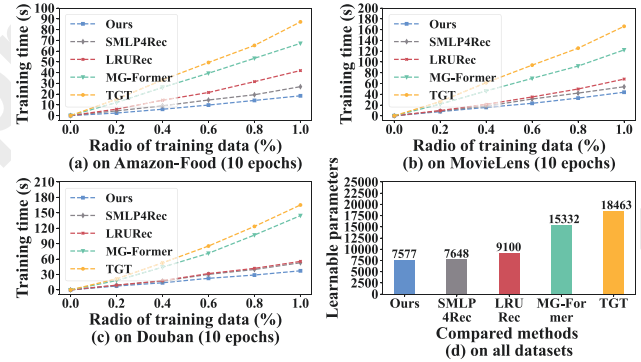 Training time (s)
100
90
80
70
60
50
40
30
20
10
0
Ours
SMLP4Rec
LRURec
MG-Former
TGT
0.0 0.2 0.4 0.6 0.8 1.0
Radio of training data (%)
(a) on Amazon-Food (10 epochs)
Training time (s)
200
160
120
80
40
0
Ours
SMLP4Rec
LRURec
MG-Former
TGT
0.0 0.2 0.4 0.6 0.8 1.0
Radio of training data (%)
(b) on MovieLens (10 epochs)
Training time (s)
210
180
150
120
90
60
30
0
Ours
SMLP4Rec
LRURec
MG-Former
TGT
0.0 0.2 0.4 0.6 0.8 1.0
Radio of training data (%)
(c) on Douban (10 epochs)
Learnable parameters
25000
22500
20000
17500
15000
12500
10000
7500
5000
2500
0
7577 7648 9100 15332 18463
Ours SMLP LRU MG-For TGT
4Rec Rec mer
Compared methods
(d) on all datasets